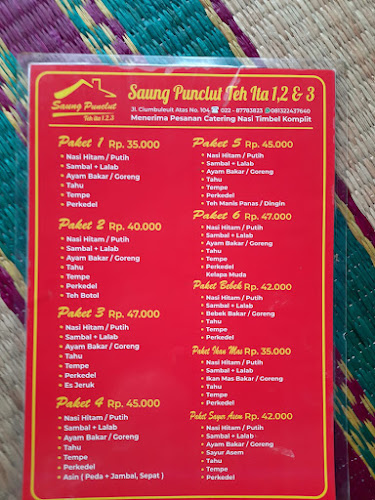 Saung Punclut
Teh Ita 1,2,3
Saung Punclut Teh Ita 1,2 & 3
Jl. Ciumbuleuit Atas No. 104 022 - 87783825 081322437640
Menerima Pesanan Catering Nasi Timbel Komplit
Paket 1 Rp. 35.000
Nasi Hitam / Putih
Sambal + Lalab
Ayam Bakar / Goreng
Tahu
Tempe
Perkedel
Paket 2 Rp. 40.000
Nasi Hitam / Putih
Sambal + Lalab
Ayam Bakar / Goreng
Tahu
Tempe
Perkedel
Teh Botol
Paket 3 Rp. 47.000
Nasi Hitam / Putih
Sambal + Lalab
Ayam Bakar / Goreng
Tahu
Tempe
Perkedel
Es Jeruk
Paket 4 Rp. 45.000
Nasi Hitam / Putih
Sambal + Lalab
Ayam Bakar / Goreng
Tahu
Tempe
Perkedel
Asin ( Peda + Jambal, Sepat )
Paket 5 Rp. 45.000
Nasi Hitam / Putih
Sambal + Lalab
Ayam Bakar / Goreng
Tahu
Tempe
Perkedel
Teh Manis Panas / Dingin
Paket 6 Rp. 47.000
Nasi Hitam / Putih
Sambal + Lalab
Ayam Bakar / Goreng
Tahu
Tempe
Perkedel
Kelapa Muda
Paket Bebek Rp. 42.000
Nasi Hitam / Putih
Sambal + Lalab
Bebek Bakar / Goreng
Tahu
Tempe
Perkedel
Paket Ikan Mas Rp. 35.000
Nasi Hitam / Putih
Sambal + Lalab
Ikan Mas Bakar / Goreng
Tahu
Tempe
Perkedel
Paket Sayur Asem Rp. 42.000
Nasi Hitam / Putih
Sambal + Lalab
Ayam Bakar / Goreng
Sayur Asem
Tahu
Tempe
Perkedel